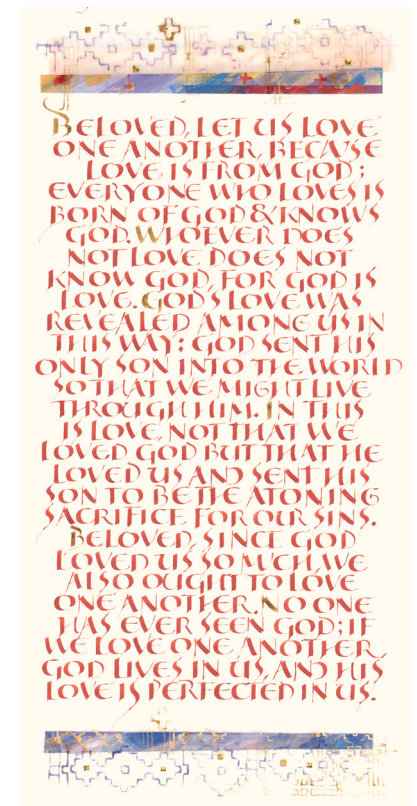 BELOVED, LET US LOVE
ONE ANOTHER, BECAUSE
LOVE IS FROM GOD;
EVERYONE WHO LOVES IS
BORN OF GOD & KNOWS
GOD. WHOEVER DOES
NOT LOVE DOES NOT
KNOW GOD, FOR GOD IS
LOVE. GOD'S LOVE WAS
REVEALED AMONG US IN
THIS WAY: GOD SENT HIS
ONLY SON INTO THE WORLD
SO THAT WE MIGHT LIVE
THROUGH HIM. IN THIS
IS LOVE, NOT THAT WE
LOVED GOD BUT THAT HE
LOVED US AND SENT HIS
SON TO BE THE ATONING
SACRIFICE FOR OUR SINS.
BELOVED, SINCE GOD
LOVED US SO MUCH, WE
ALSO OUGHT TO LOVE
ONE ANOTHER. NO ONE
HAS EVER SEEN GOD; IF
WE LOVE ONE ANOTHER,
GOD LIVES IN US, AND HIS
LOVE IS PERFECTED IN US.